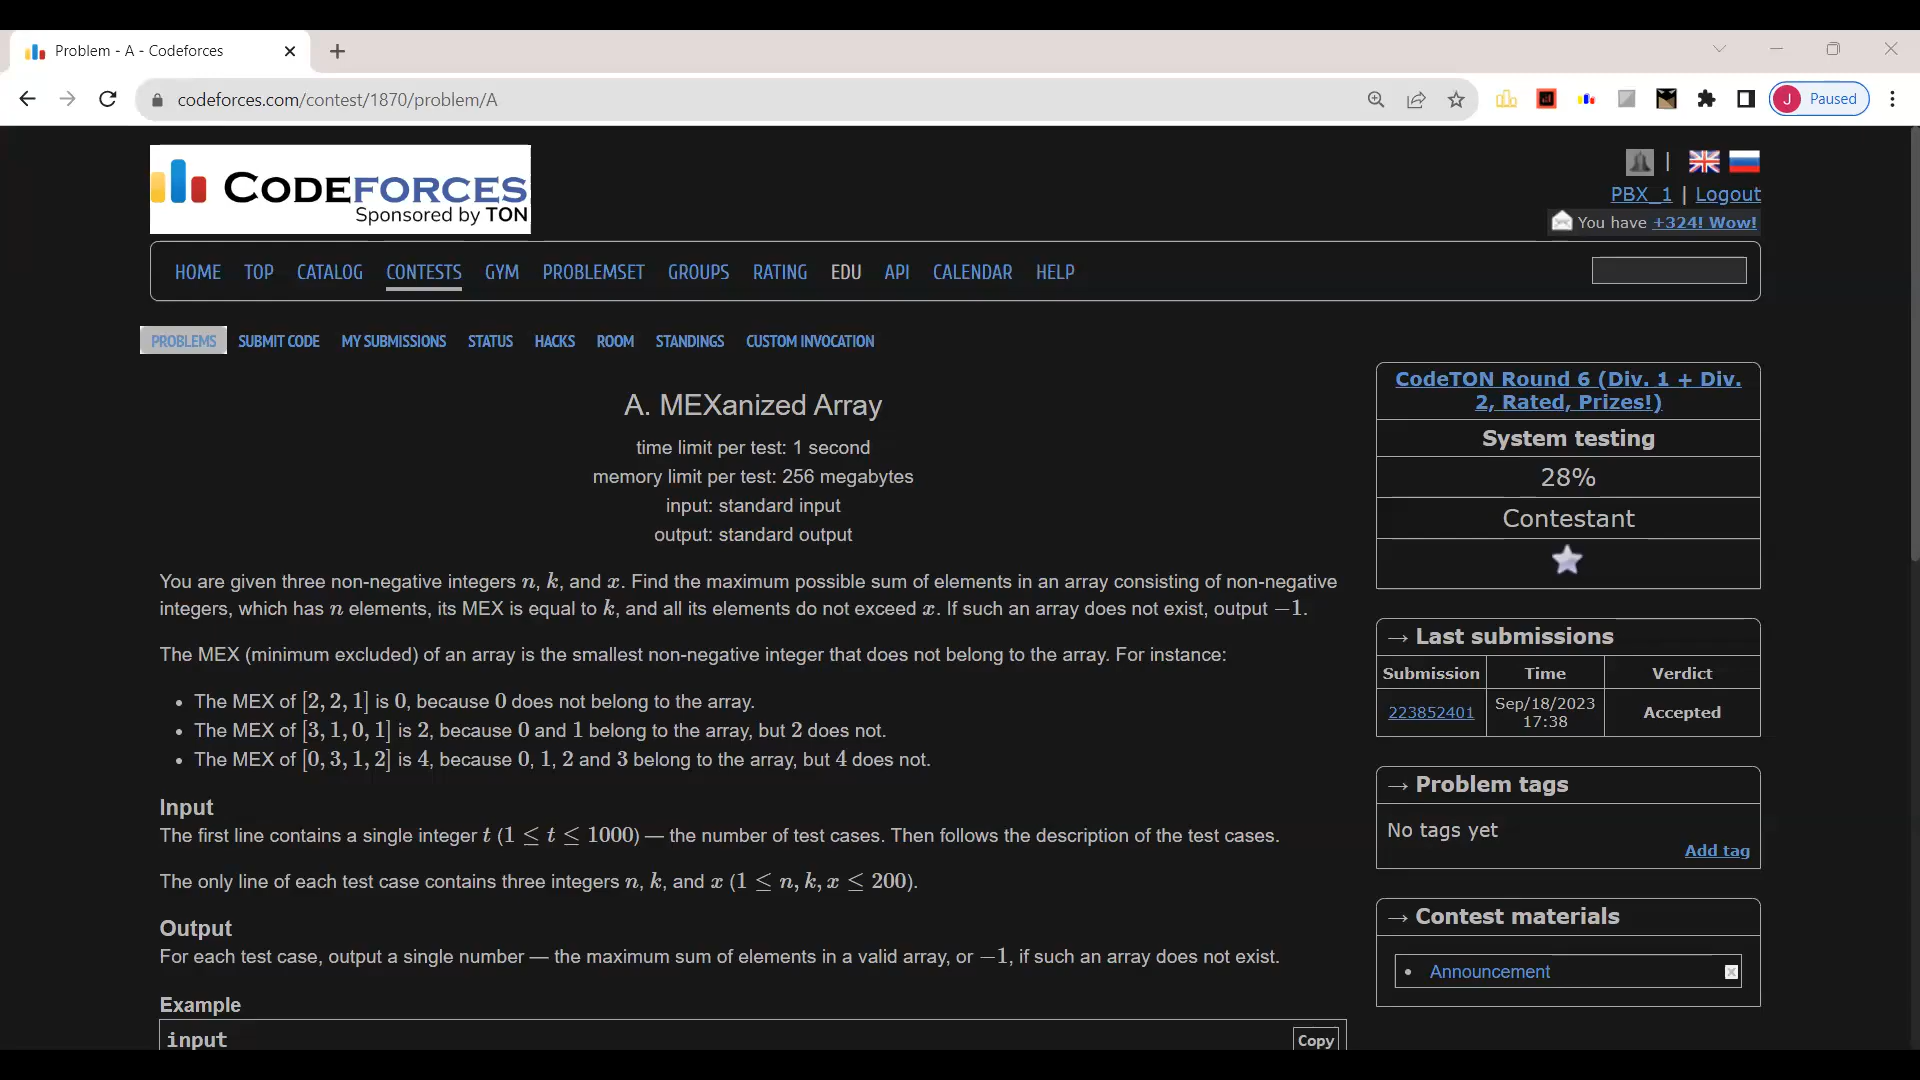 Problem - A - Codeforces
codeforces.com/contest/1870/problem/A
J Paused
CODEFORCES
Sponsored by TON
|
PBX_1 | Logout
You have +324! Wow!
HOME TOP CATALOG CONTESTS GYM PROBLEMSET GROUPS RATING EDU API CALENDAR HELP
PROBLEMS SUBMIT CODE MY SUBMISSIONS STATUS HACKS ROOM STANDINGS CUSTOM INVOCATION
A. MEXanized Array
time limit per test: 1 second
memory limit per test: 256 megabytes
input: standard input
output: standard output
You are given three non-negative integers n, k, and x. Find the maximum possible sum of elements in an array consisting of non-negative
integers, which has n elements, its MEX is equal to k, and all its elements do not exceed x. If such an array does not exist, output −1.
The MEX (minimum excluded) of an array is the smallest non-negative integer that does not belong to the array. For instance:
• The MEX of [2, 2, 1] is 0, because 0 does not belong to the array.
• The MEX of [3, 1, 0, 1] is 2, because 0 and 1 belong to the array, but 2 does not.
• The MEX of [0, 3, 1, 2] is 4, because 0, 1, 2 and 3 belong to the array, but 4 does not.
Input
The first line contains a single integer t (1 ≤ t ≤ 1000) — the number of test cases. Then follows the description of the test cases.
The only line of each test case contains three integers n, k, and x (1 ≤ n, k, x ≤ 200).
Output
For each test case, output a single number — the maximum sum of elements in a valid array, or −1, if such an array does not exist.
Example
input Copy
CodeTON Round 6 (Div. 1 + Div.
2, Rated, Prizes!)
System testing
28%
Contestant
→ Last submissions
Submission Time Verdict
223852401 Sep/18/2023 17:38 Accepted
→ Problem tags
No tags yet
Add tag
→ Contest materials
• Announcement